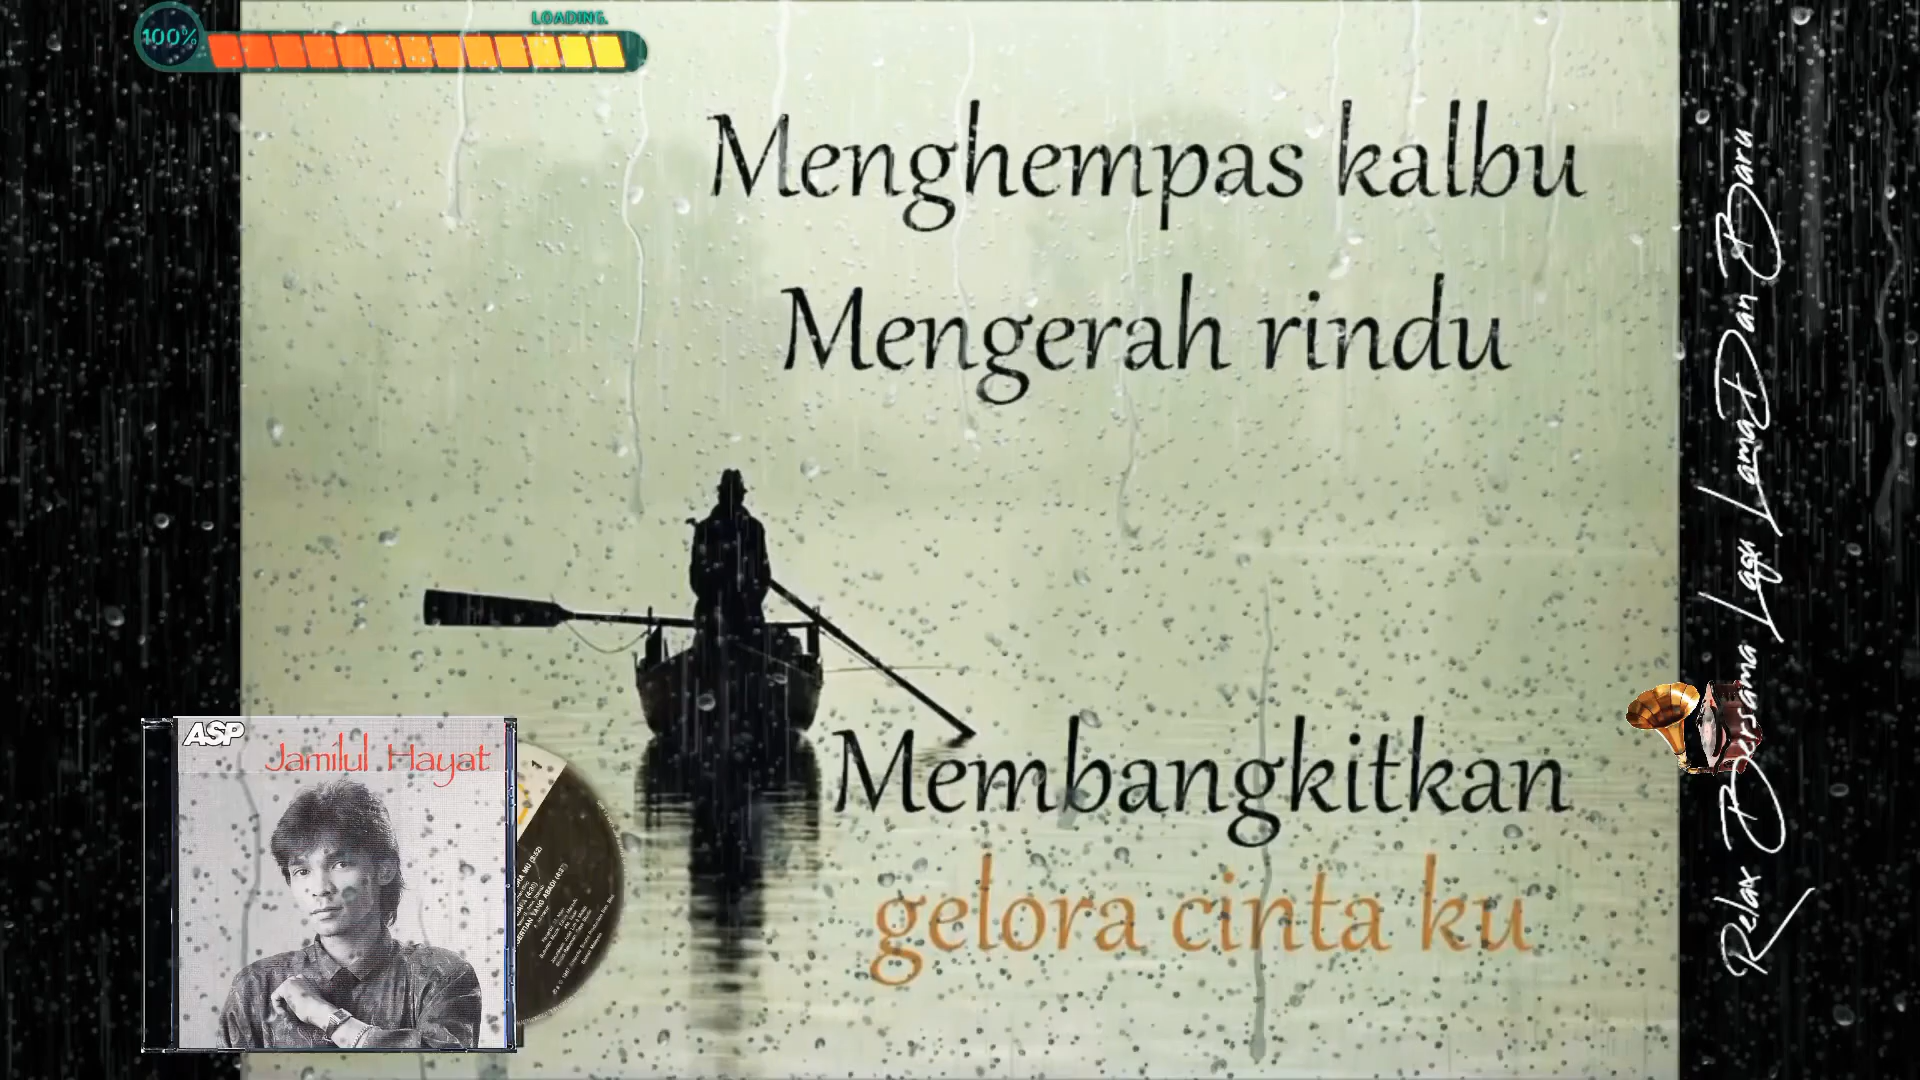 LOADING.
100%
Menghempas kalbu
Mengerah rindu
Membangkitkan
gelora cinta ku
ASP
Jamilul Hayat
1
Relax Bersama Lagu Lama Dan Baru